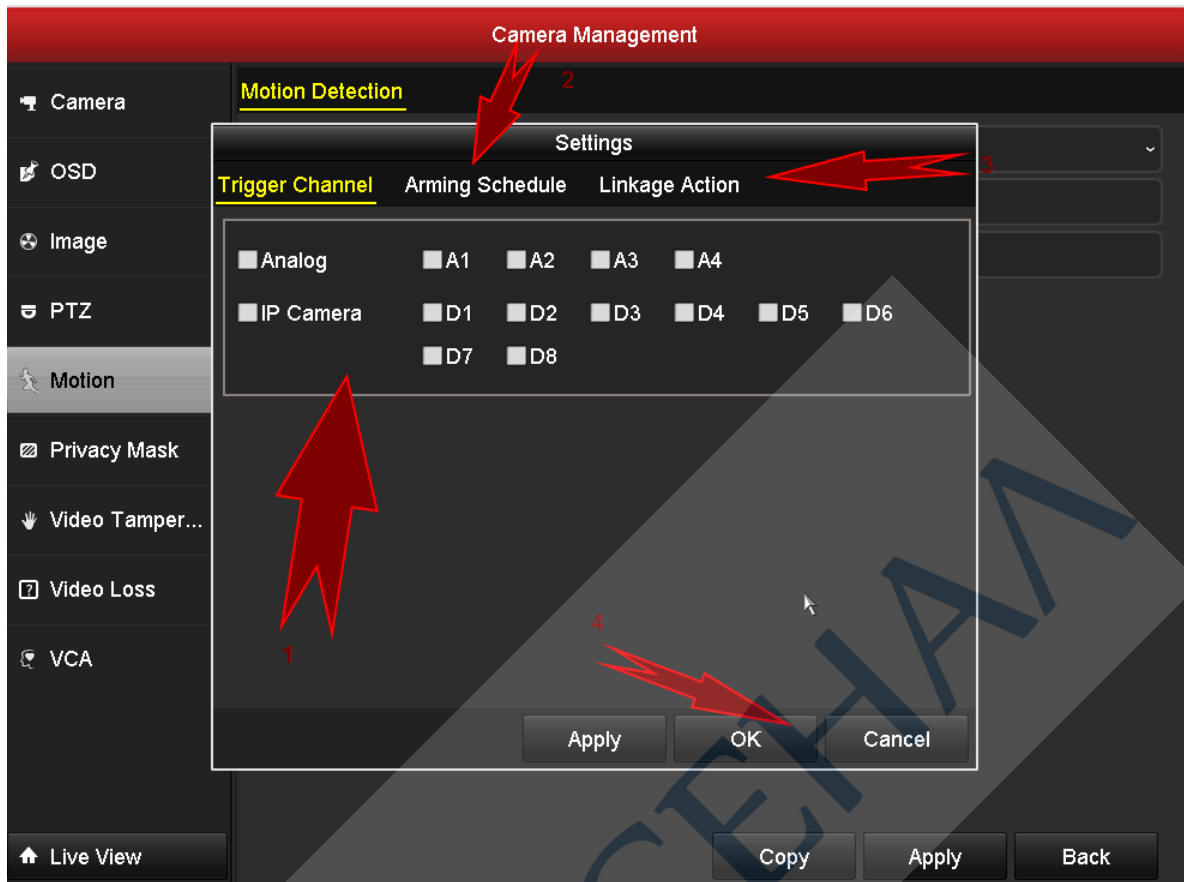 Camera Management
2
Camera
Motion Detection
Settings
3
OSD
Trigger Channel Arming Schedule Linkage Action
Image
Analog A1 A2 A3 A4
PTZ
IP Camera D1 D2 D3 D4 D5 D6
D7 D8
Motion
Privacy Mask
Video Tamper...
Video Loss
4
1
VCA
Apply OK Cancel
Live View
Copy Apply Back